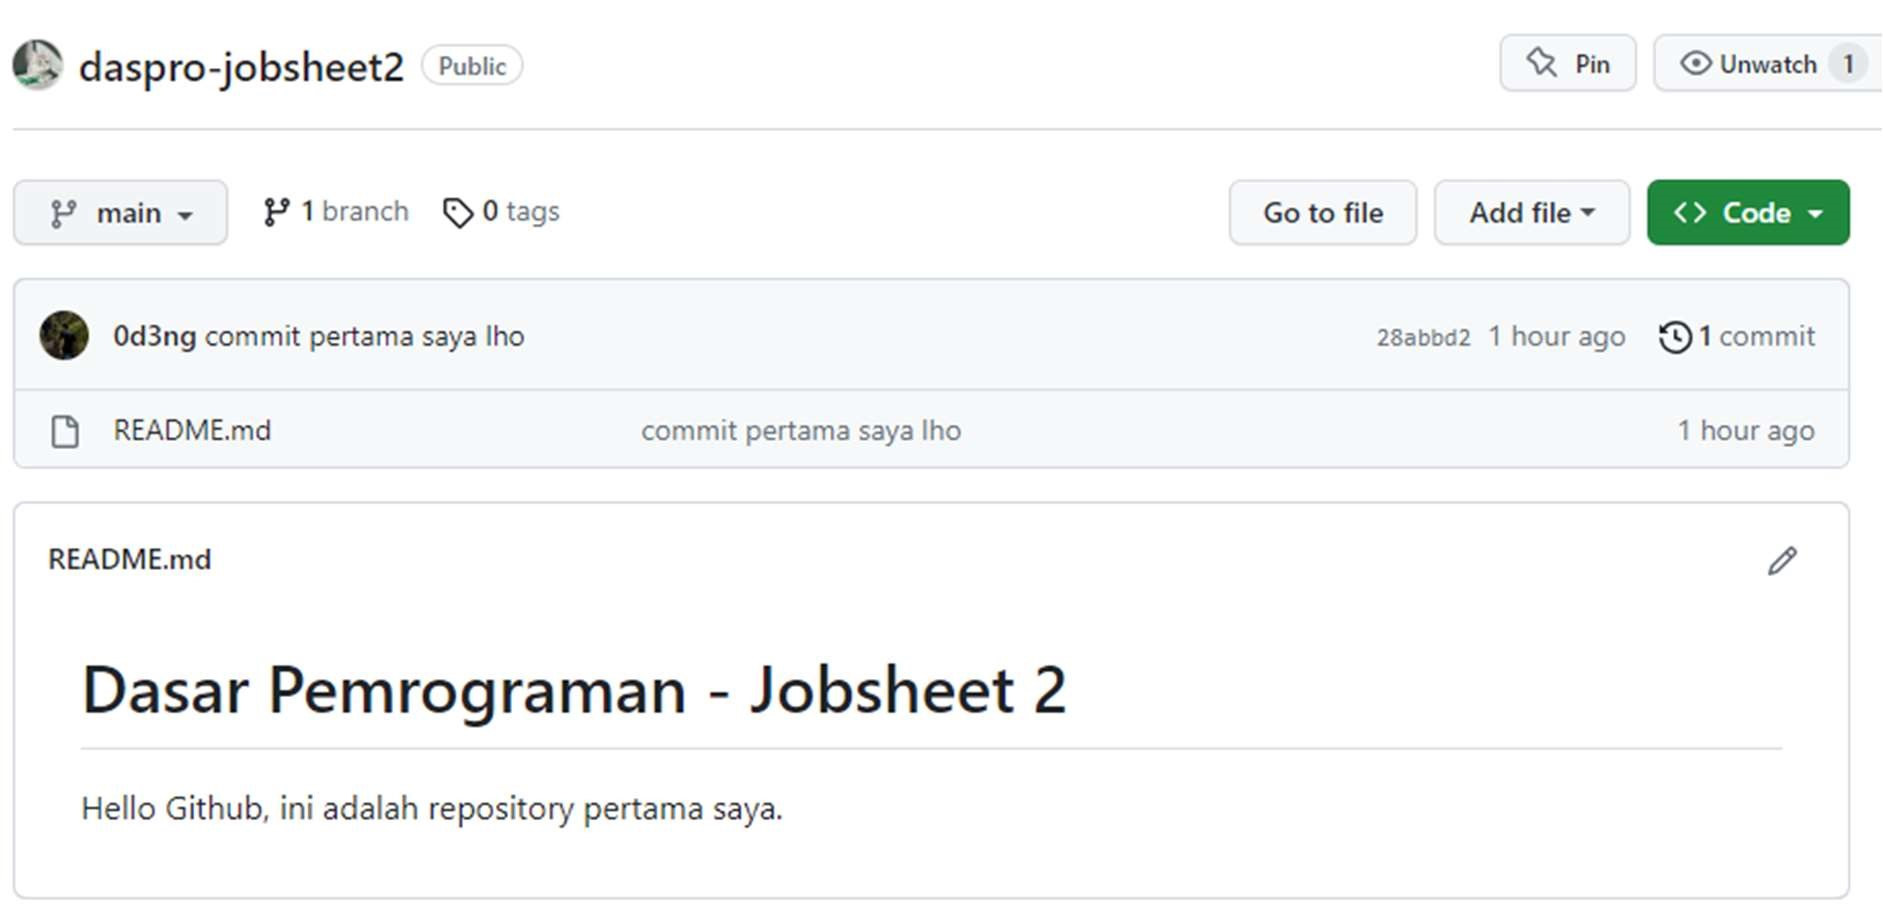 daspro-jobsheet2 Public Pin Unwatch 1
main 1 branch 0 tags Go to file Add file Code
0d3ng commit pertama saya lho 28abbd2 1 hour ago 1 commit
README.md commit pertama saya lho 1 hour ago
README.md
Dasar Pemrograman - Jobsheet 2
Hello Github, ini adalah repository pertama saya.